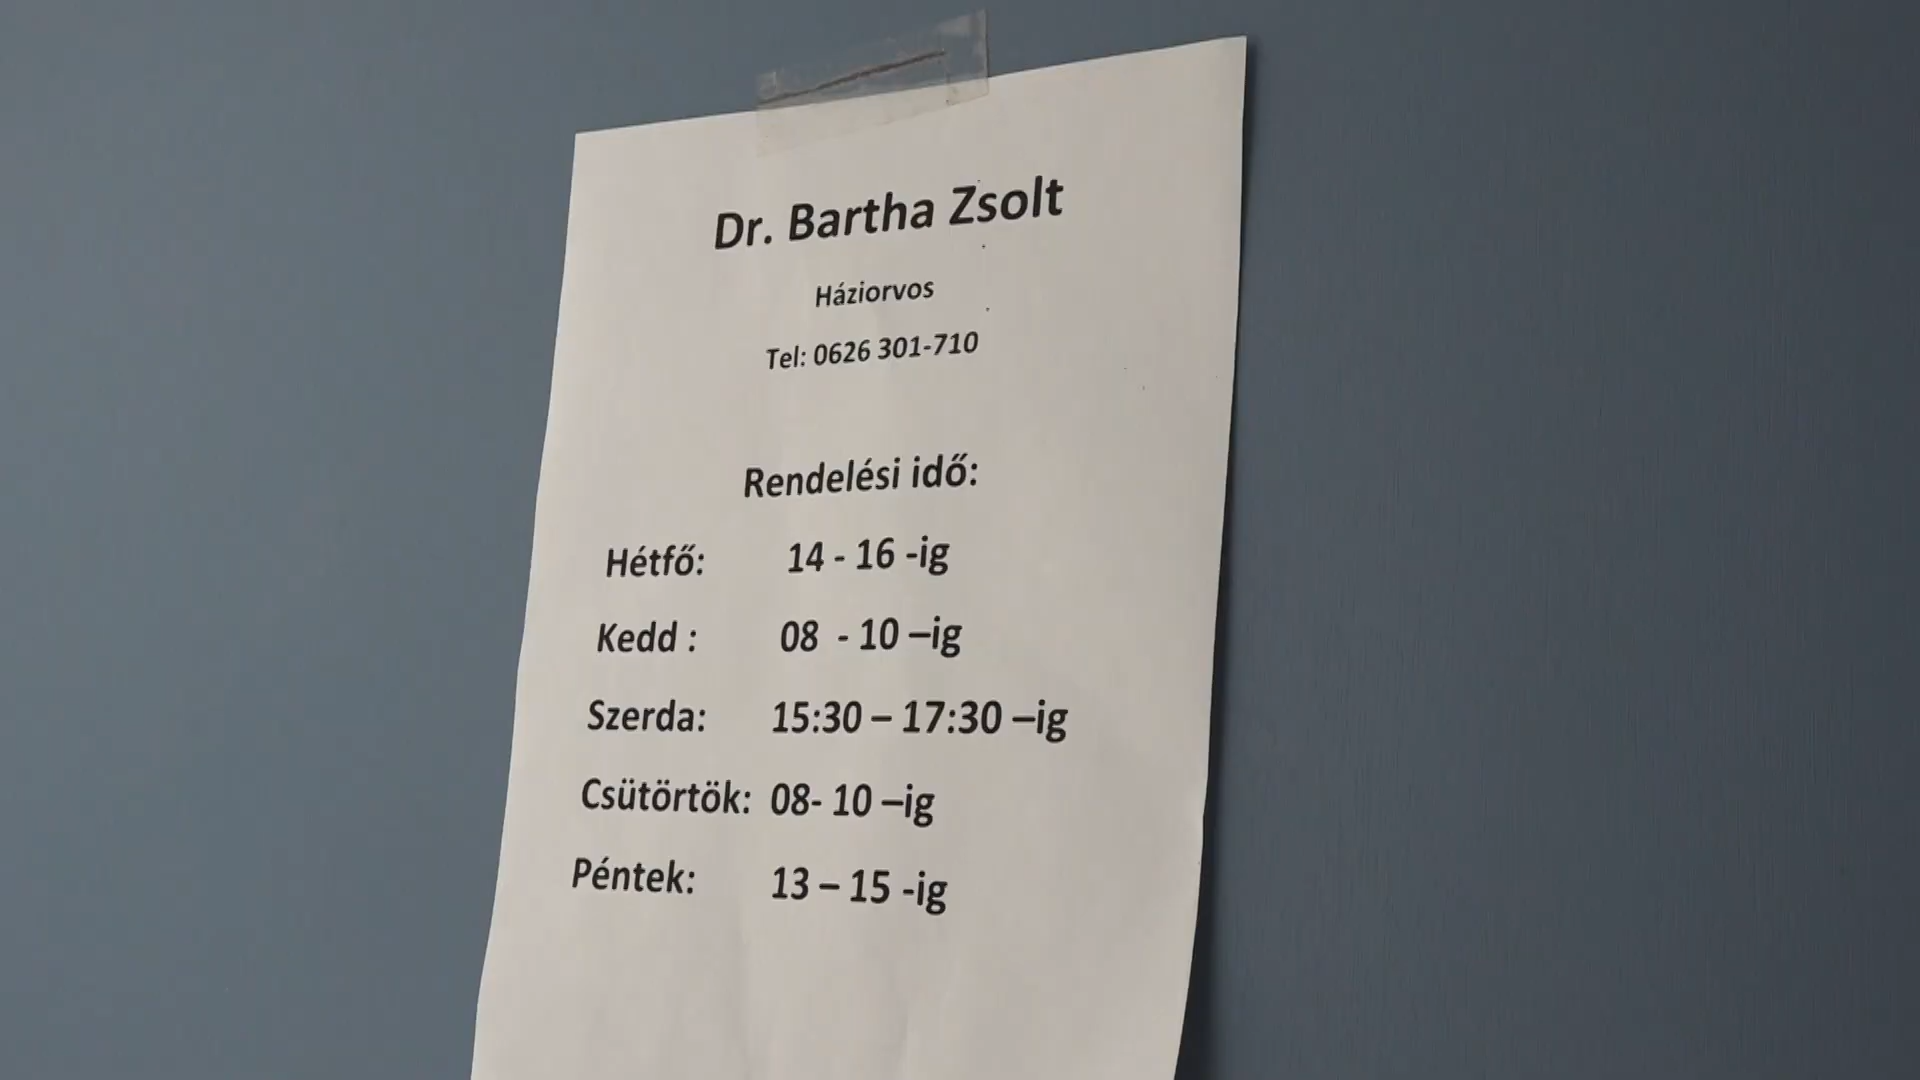 Dr. Bartha Zsolt
Háziorvos
Tel: 0626 301-710
Rendelési idő:
Hétfő: 14 - 16 -ig
Kedd : 08 - 10 –ig
Szerda: 15:30 – 17:30 –ig
Csütörtök: 08- 10 –ig
Péntek: 13 – 15 -ig